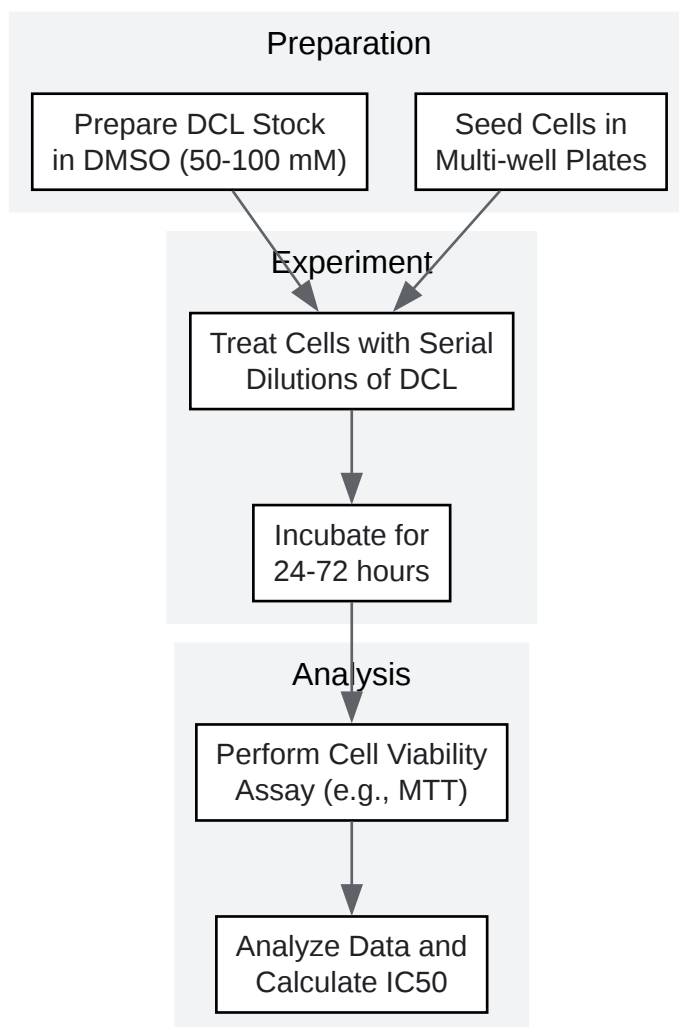 Preparation
Prepare DCL Stock
in DMSO (50-100 mM)
Seed Cells in
Multi-well Plates
Experiment
Treat Cells with Serial
Dilutions of DCL
Incubate for
24-72 hours
Analysis
Perform Cell Viability
Assay (e.g., MTT)
Analyze Data and
Calculate IC50